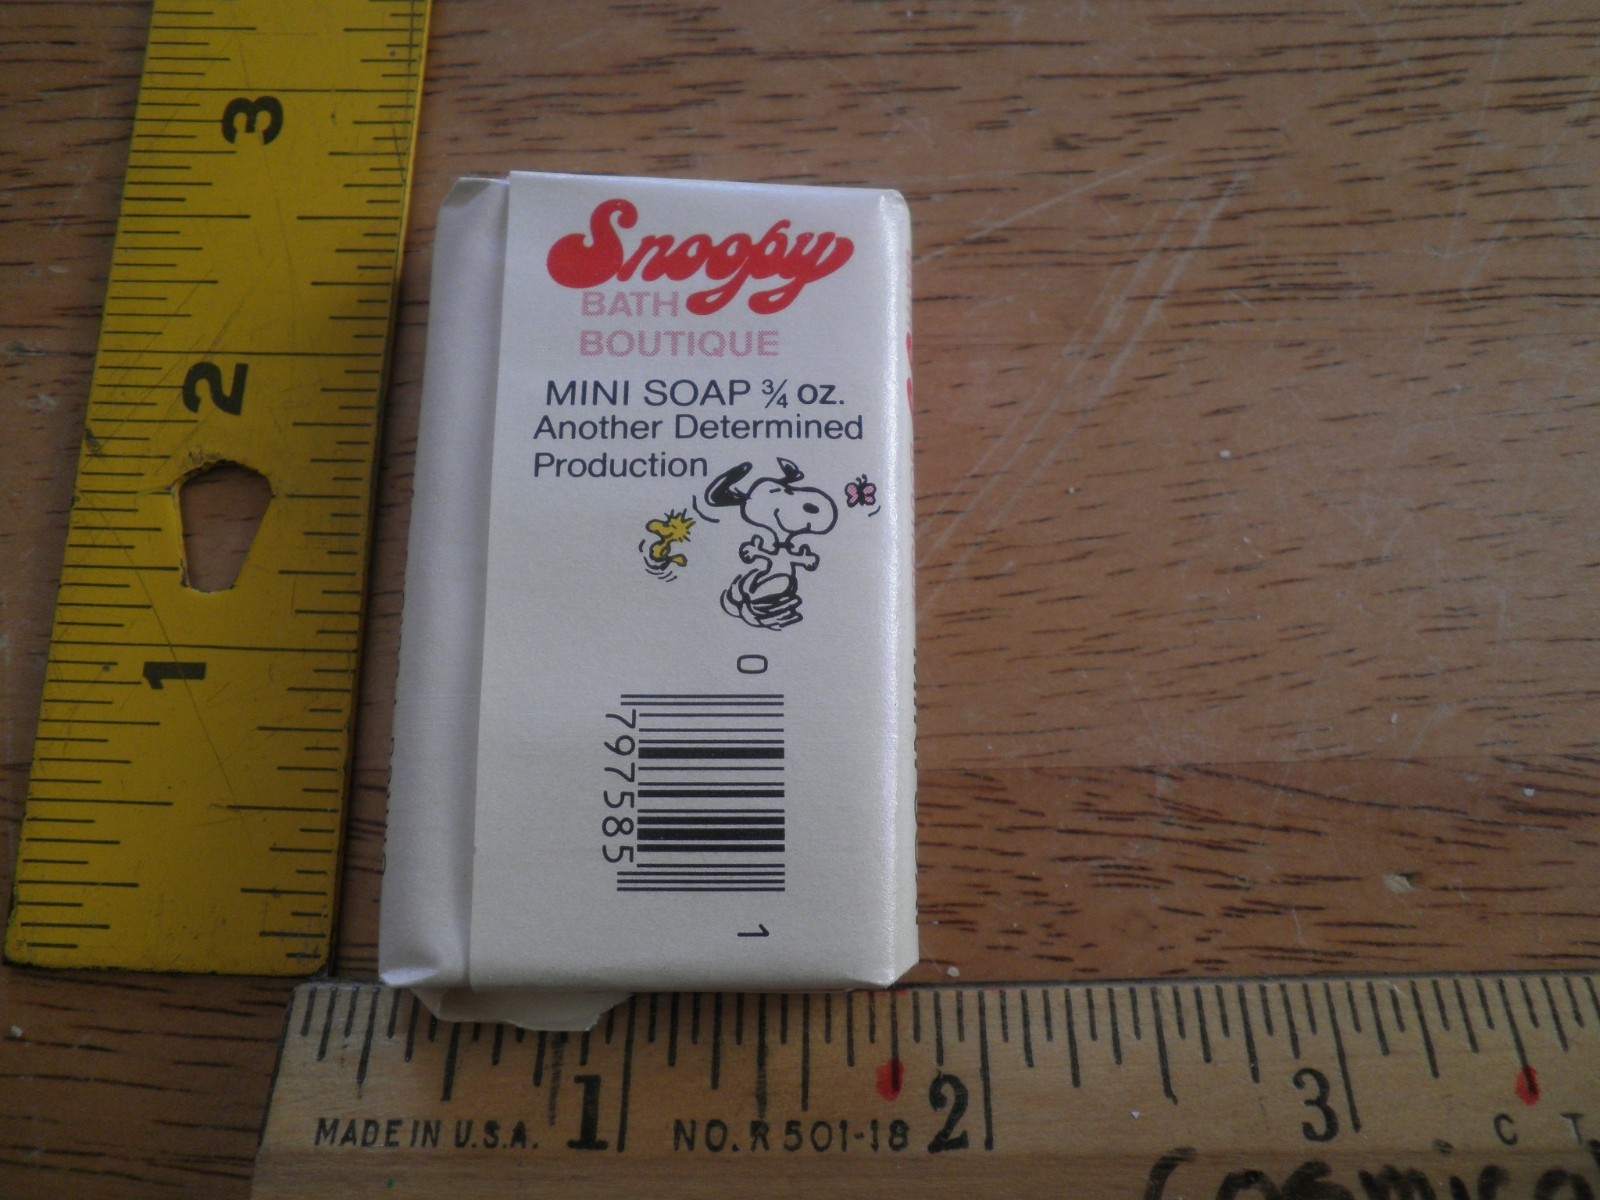 3
2
1
Snoopy
BATH
BOUTIQUE
MINI SOAP ¾ oz.
Another Determined
Production
0
797585
1
1
2
3
MADE IN U.S.A.
NO. R 501-18
C T